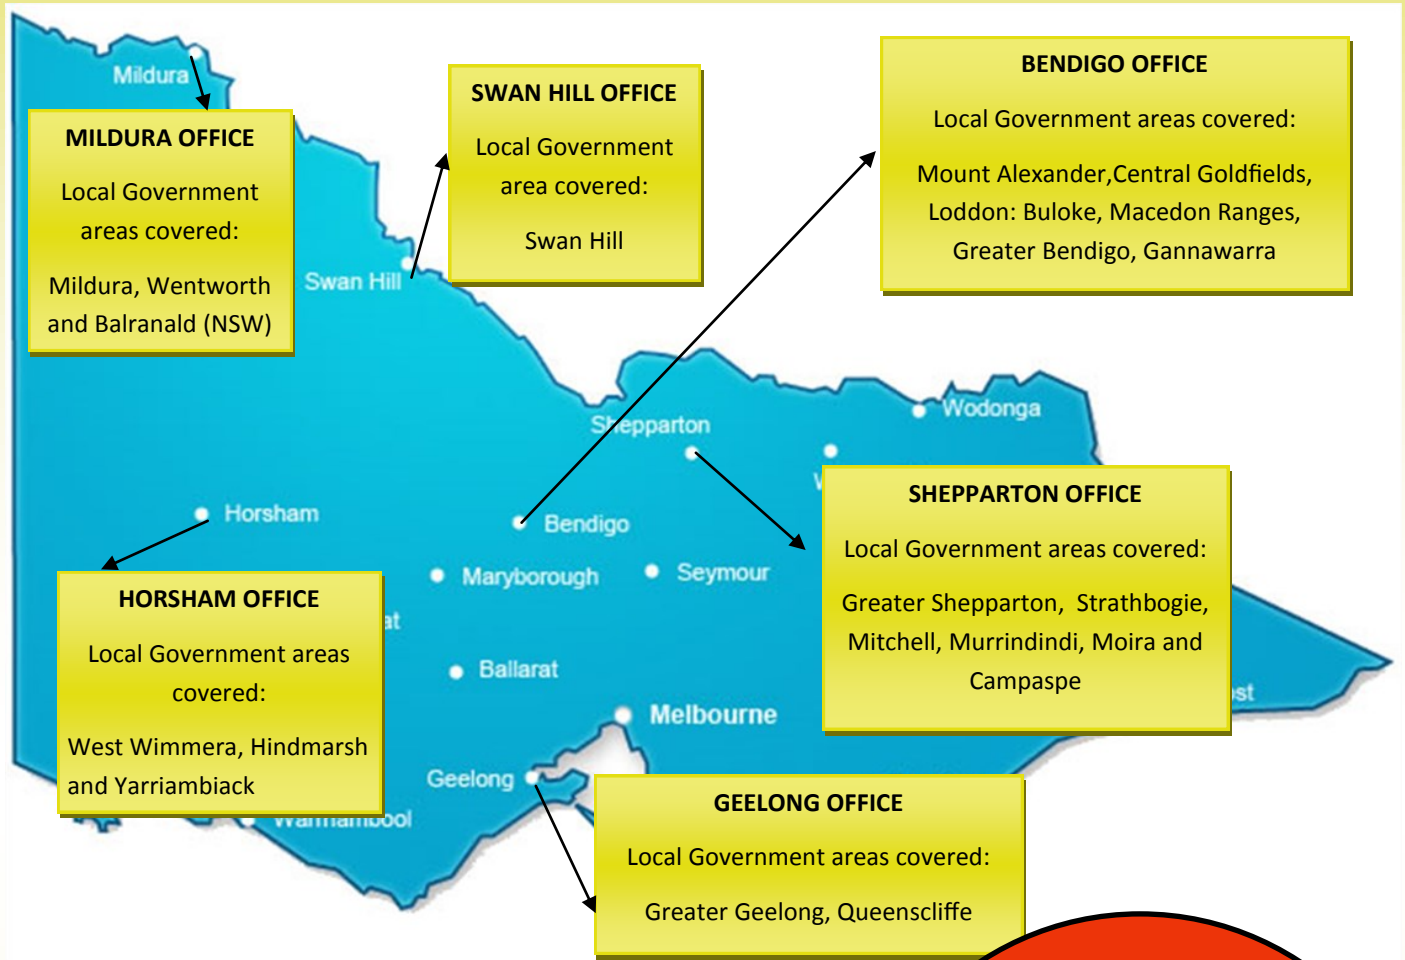 Mildura
MILDURA OFFICE
Local Government
areas covered:
Mildura, Wentworth
and Balranald (NSW)
SWAN HILL OFFICE
Local Government
area covered:
Swan Hill
Swan Hill
BENDIGO OFFICE
Local Government areas covered:
Mount Alexander,Central Goldfields,
Loddon: Buloke, Macedon Ranges,
Greater Bendigo, Gannawarra
Wodonga
Shepparton
SHEPPARTON OFFICE
Local Government areas covered:
Greater Shepparton, Strathbogie,
Mitchell, Murrindindi, Moira and
Campaspe
Horsham
Bendigo
Maryborough
Seymour
HORSHAM OFFICE
Local Government areas
covered:
West Wimmera, Hindmarsh
and Yarriambiack
Ballarat
Melbourne
Geelong
Warrnambool
GEELONG OFFICE
Local Government areas covered:
Greater Geelong, Queenscliffe